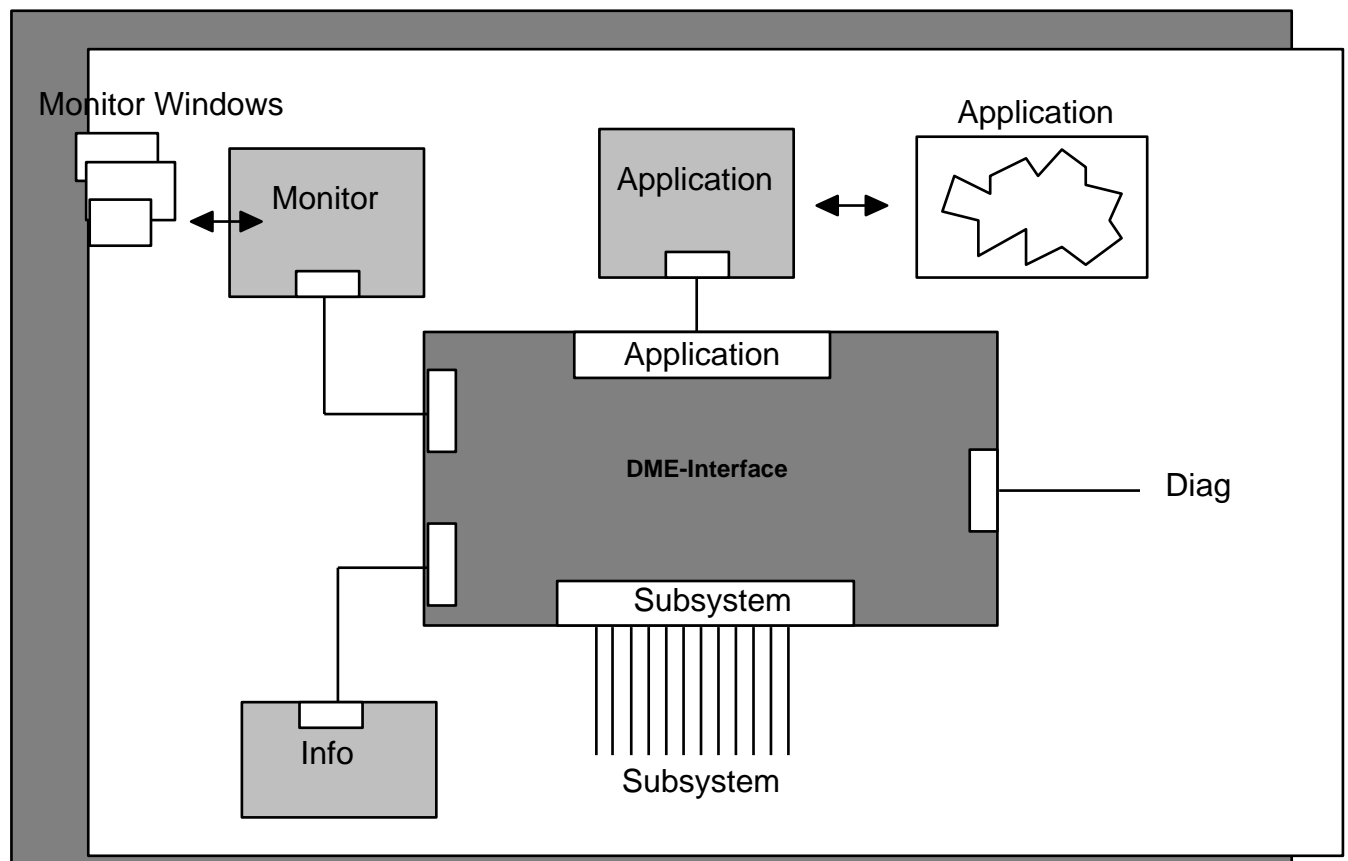 Monitor Windows
Application
Monitor
Application
Application
DME-Interface
Diag
Subsystem
Info
Subsystem